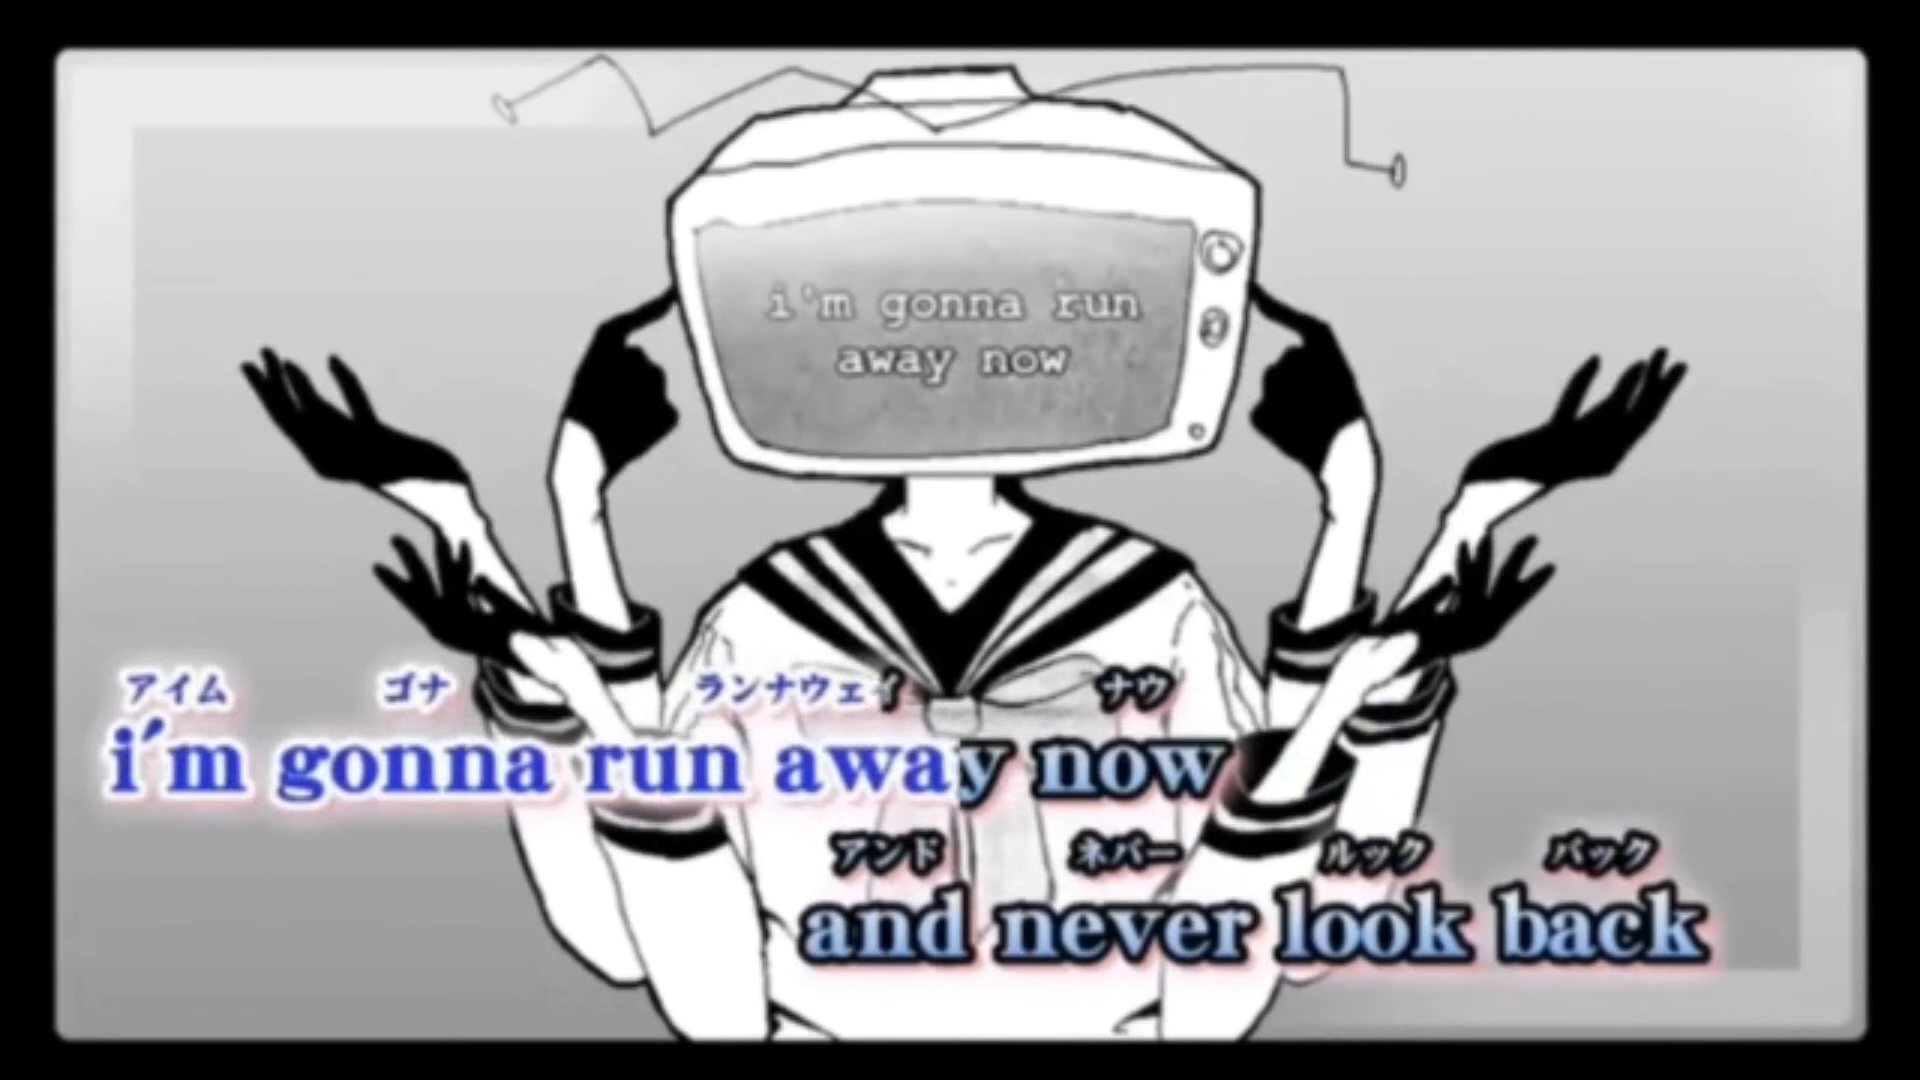 i'm gonna run
away now
アイム ゴナ ランナウェイ ナウ
i'm gonna run away now
アンド ネバー ルック バック
and never look back